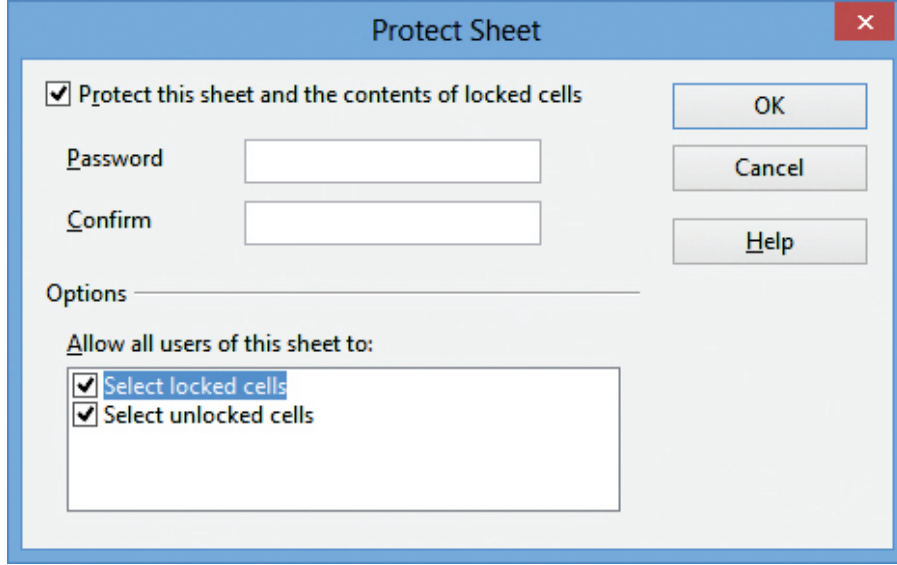 Protect Sheet
Protect this sheet and the contents of locked cells
OK
Password
Cancel
Confirm
Help
Options
Allow all users of this sheet to:
Select locked cells
Select unlocked cells